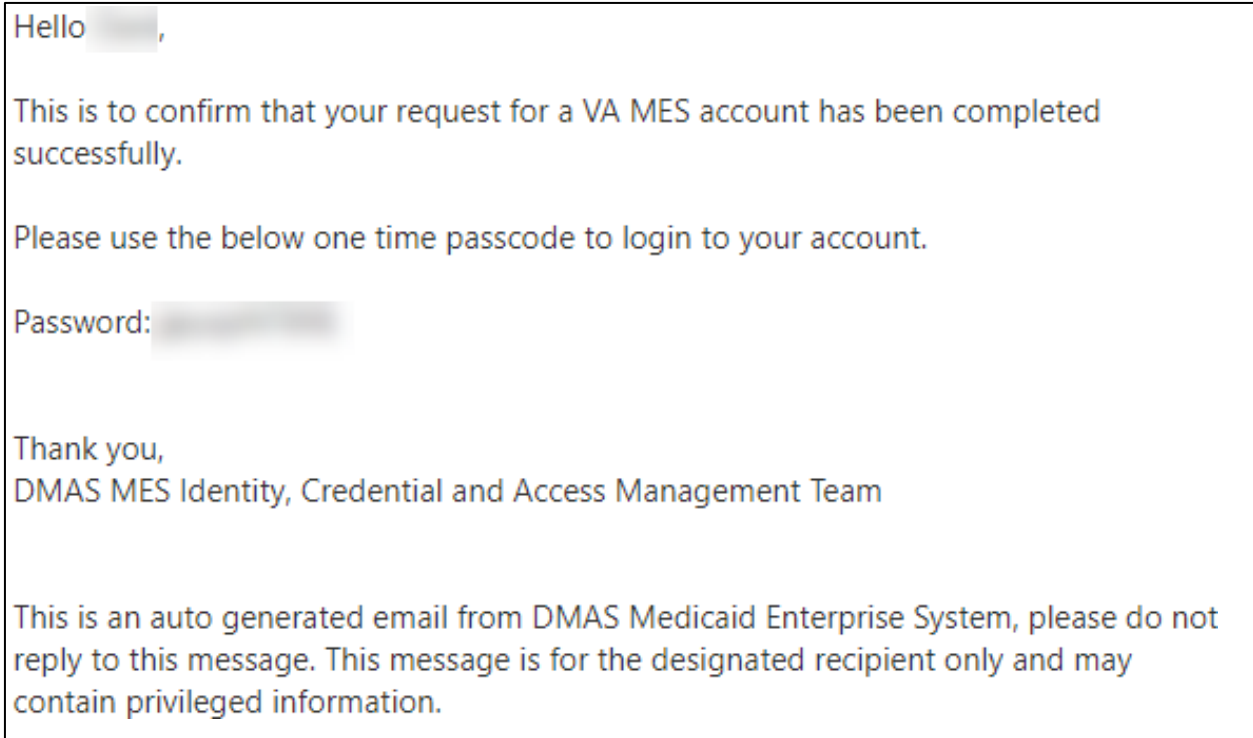 Hello ,
This is to confirm that your request for a VA MES account has been completed
successfully.
Please use the below one time passcode to login to your account.
Password:
Thank you,
DMAS MES Identity, Credential and Access Management Team
This is an auto generated email from DMAS Medicaid Enterprise System, please do not
reply to this message. This message is for the designated recipient only and may
contain privileged information.